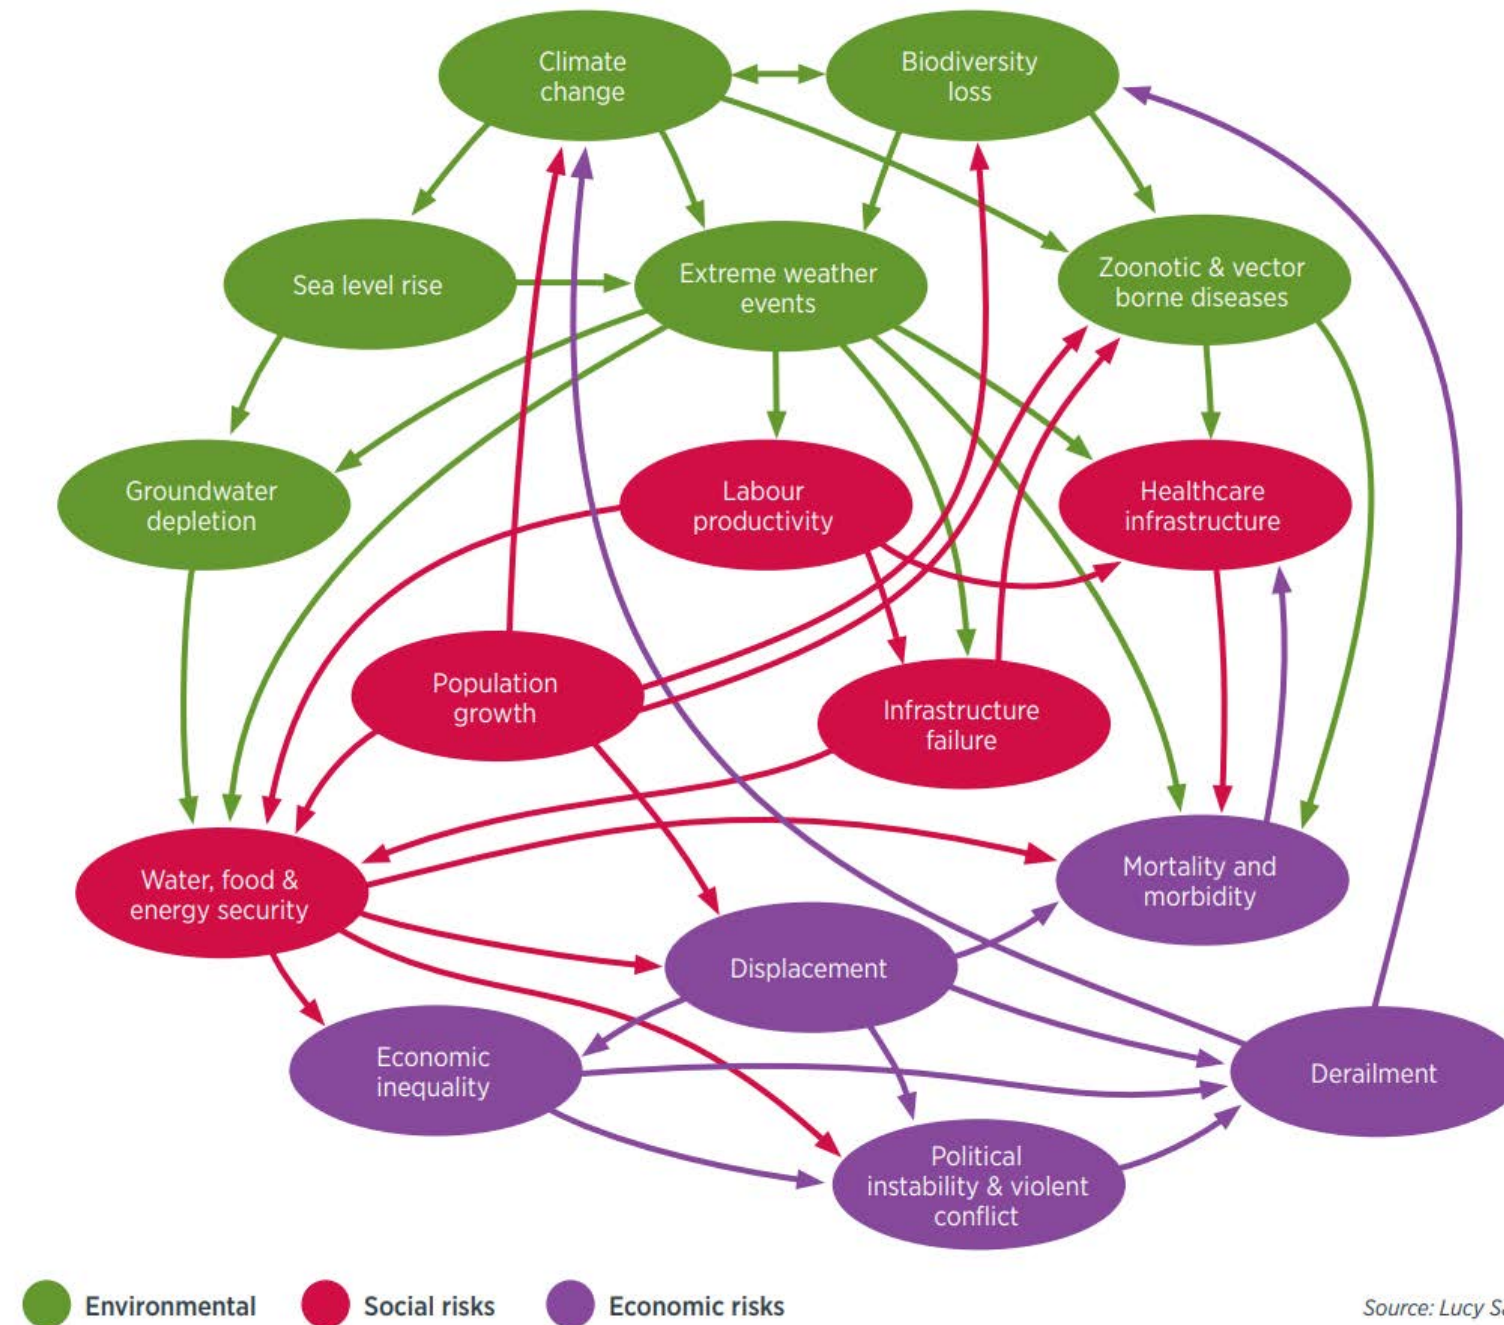 Climate
change
Biodiversity
loss
Sea level rise
Extreme weather
events
Zoonotic & vector
borne diseases
Groundwater
depletion
Labour
productivity
Healthcare
infrastructure
Population
growth
Infrastructure
failure
Water, food &
energy security
Mortality and
morbidity
Displacement
Economic
inequality
Derailment
Political
instability & violent
conflict
Environmental
Social risks
Economic risks
Source: Lucy